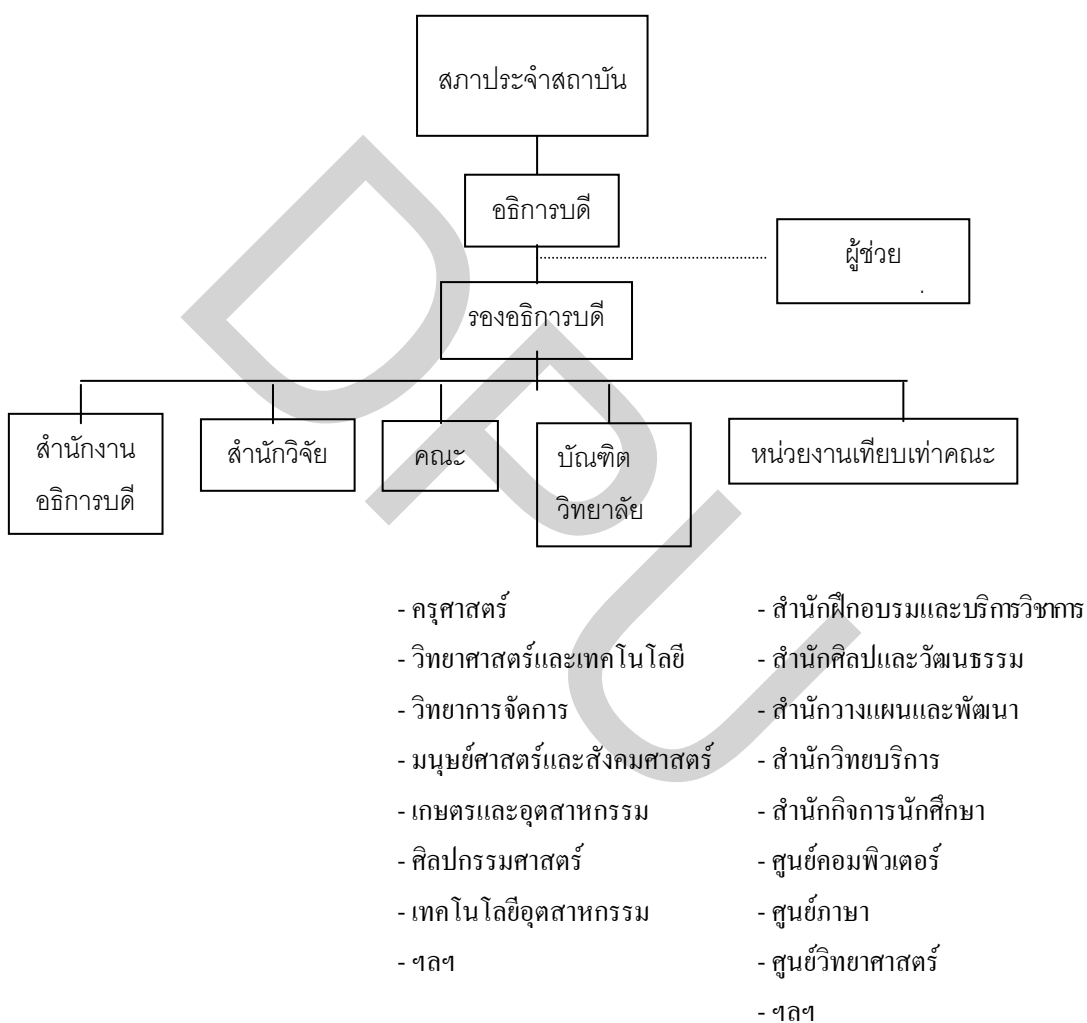 สภาประจำสถาบัน
อธิการบดี
ผู้ช่วย
รองอธิการบดี
สำนักงาน
อธิการบดี
สำนักวิจัย
คณะ
บัณฑิต
วิทยาลัย
หน่วยงานเทียบเท่าคณะ
- ครุศาสตร์
- วิทยาศาสตร์และเทคโนโลยี
- วิทยาการจัดการ
- มนุษย์ศาสตร์และสังคมศาสตร์
- เกษตรและอุตสาหกรรม
- ศิลปกรรมศาสตร์
- เทคโนโลยีอุตสาหกรรม
- ฯลฯ
- สำนักฝึกอบรมและบริการวิชาการ
- สำนักศิลปและวัฒนธรรม
- สำนักวางแผนและพัฒนา
- สำนักวิทยบริการ
- สำนักกิจการนักศึกษา
- ศูนย์คอมพิวเตอร์
- ศูนย์ภาษา
- ศูนย์วิทยาศาสตร์
- ฯลฯ
DPU